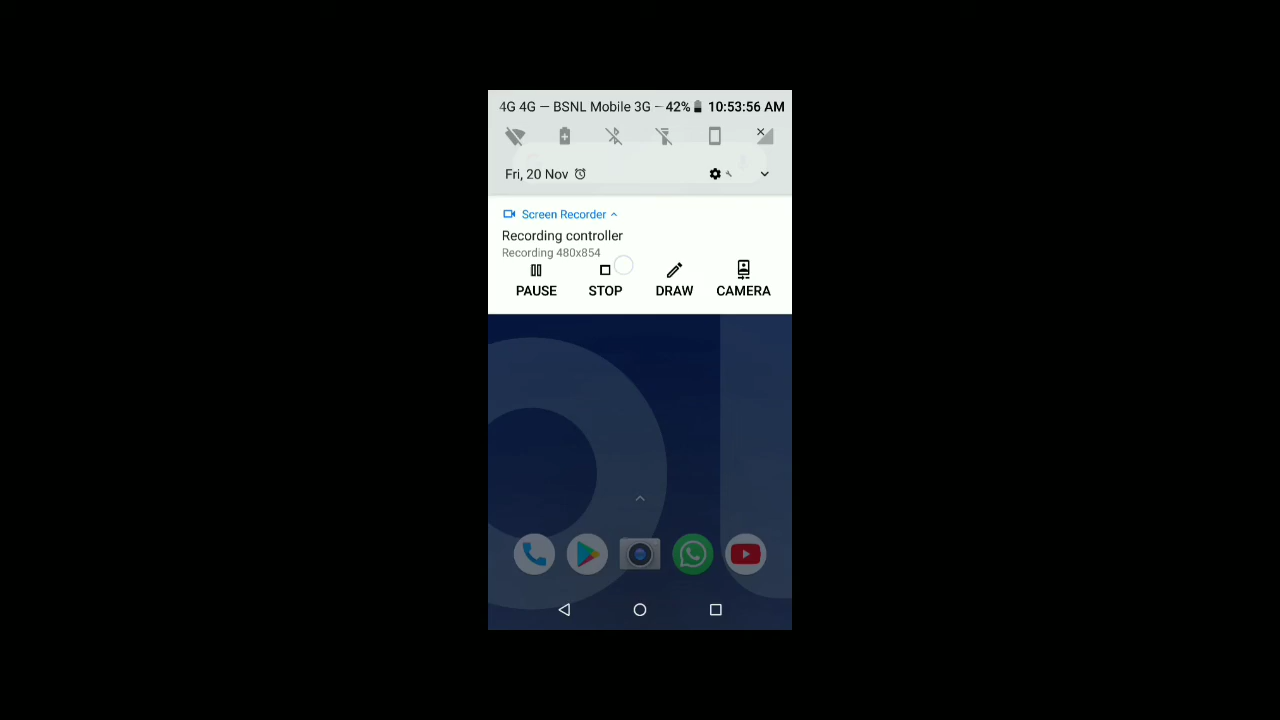 4G 4G — BSNL Mobile 3G – 42% 10:53:56 AM
Fri, 20 Nov
Screen Recorder
Recording controller
Recording 480x854
PAUSE STOP DRAW CAMERA